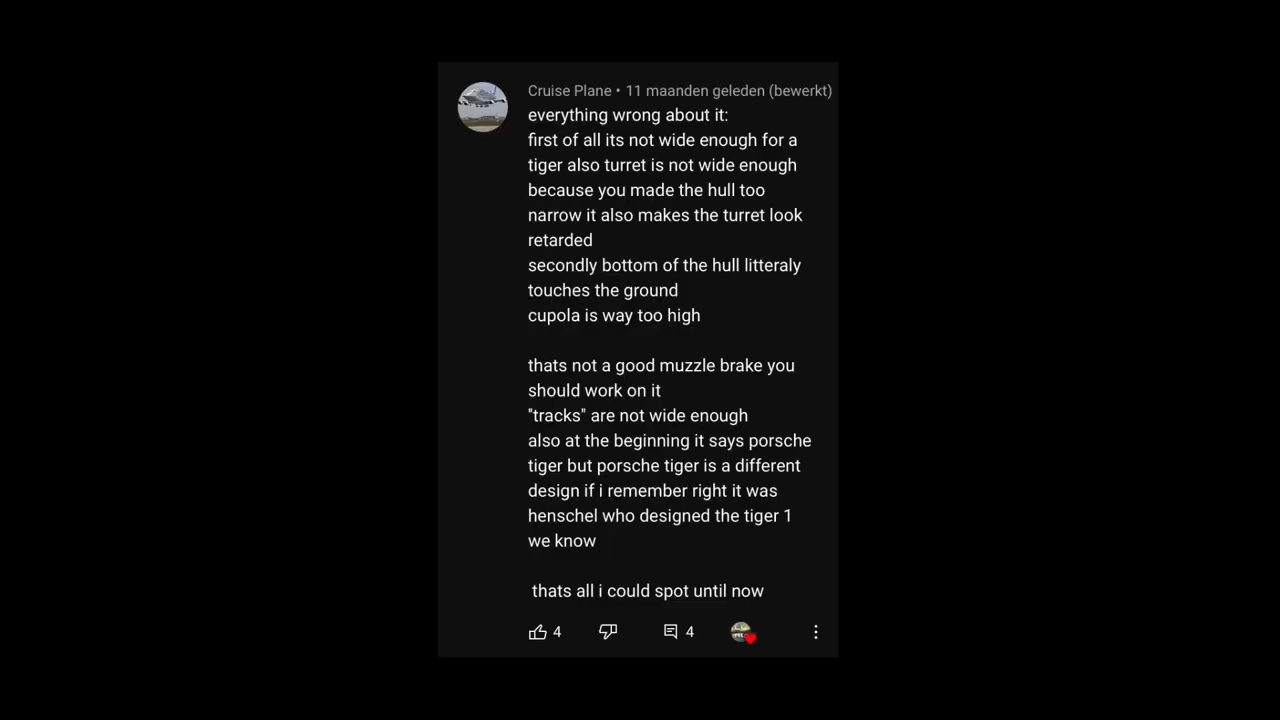 Cruise Plane • 11 maanden geleden (bewerkt)
everything wrong about it:
first of all its not wide enough for a
tiger also turret is not wide enough
because you made the hull too
narrow it also makes the turret look
retarded
secondly bottom of the hull litteraly
touches the ground
cupola is way too high
thats not a good muzzle brake you
should work on it
"tracks" are not wide enough
also at the beginning it says porsche
tiger but porsche tiger is a different
design if i remember right it was
henschel who designed the tiger 1
we know
thats all i could spot until now
4 4